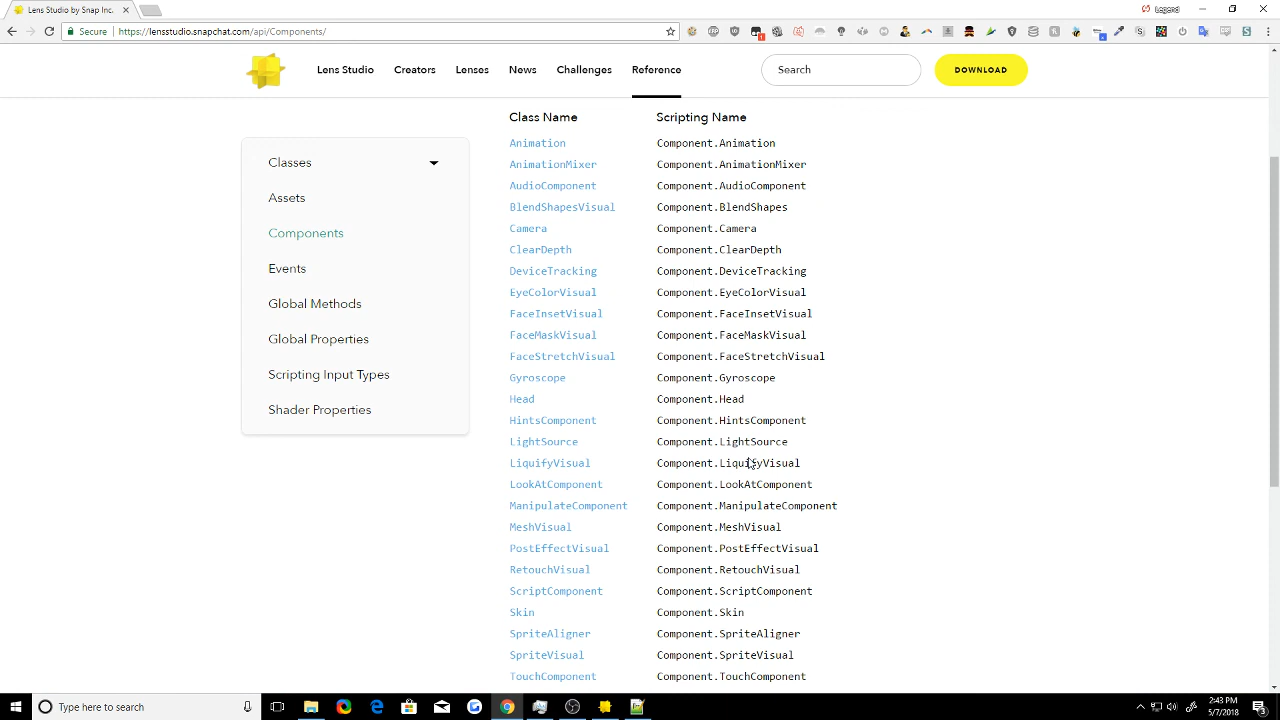 Lens Studio by Snap Inc.
Legend
Secure
https://lensstudio.snapchat.com/api/Components/
Lens Studio
Creators
Lenses
News
Challenges
Reference
Search
DOWNLOAD
Classes
Assets
Components
Events
Global Methods
Global Properties
Scripting Input Types
Shader Properties
Class Name Scripting Name
Animation Component.Animation
AnimationMixer Component.AnimationMixer
AudioComponent Component.AudioComponent
BlendShapesVisual Component.BlendShapes
Camera Component.Camera
ClearDepth Component.ClearDepth
DeviceTracking Component.DeviceTracking
EyeColorVisual Component.EyeColorVisual
FaceInsetVisual Component.FaceInsetVisual
FaceMaskVisual Component.FaceMaskVisual
FaceStretchVisual Component.FaceStretchVisual
Gyroscope Component.Gyroscope
Head Component.Head
HintsComponent Component.HintsComponent
LightSource Component.LightSource
LiquifyVisual Component.LiquifyVisual
LookAtComponent Component.LookAtComponent
ManipulateComponent Component.ManipulateComponent
MeshVisual Component.MeshVisual
PostEffectVisual Component.PostEffectVisual
RetouchVisual Component.RetouchVisual
ScriptComponent Component.ScriptComponent
Skin Component.Skin
SpriteAligner Component.SpriteAligner
SpriteVisual Component.SpriteVisual
TouchComponent Component.TouchComponent
Type here to search
2:43 PM
5/7/2018